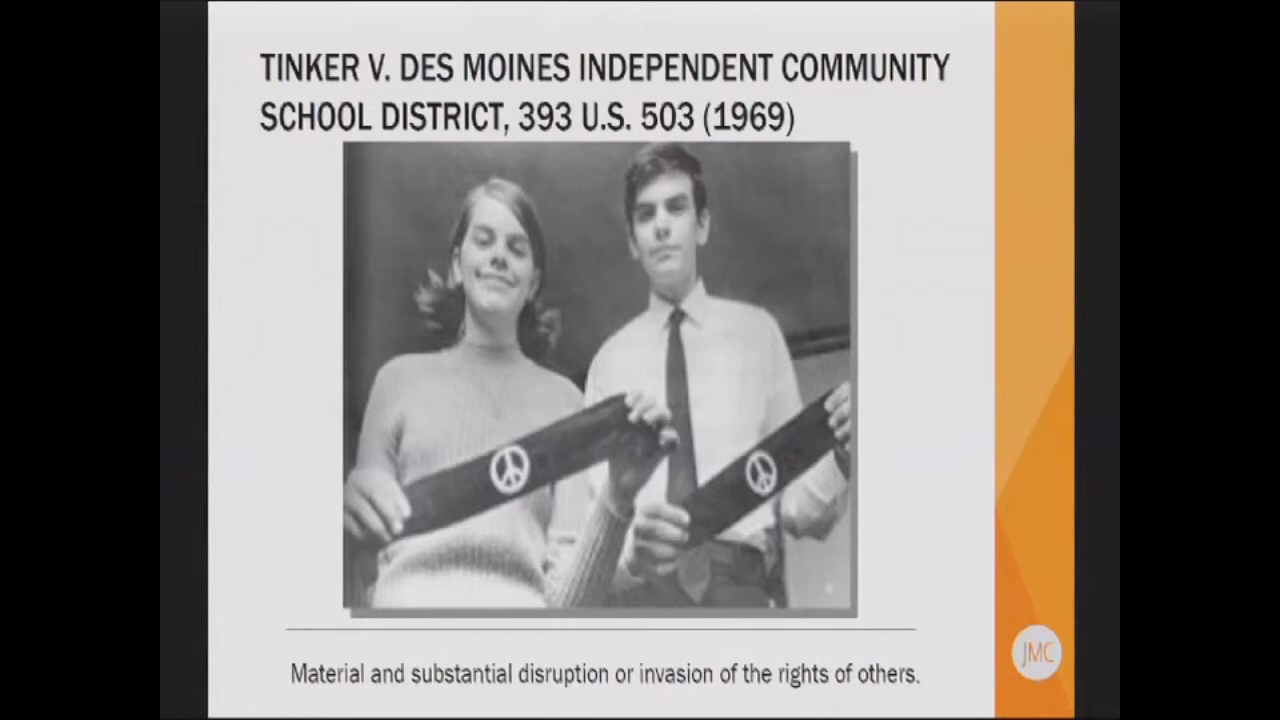 TINKER V. DES MOINES INDEPENDENT COMMUNITY
SCHOOL DISTRICT, 393 U.S. 503 (1969)
Material and substantial disruption or invasion of the rights of others.
JMC